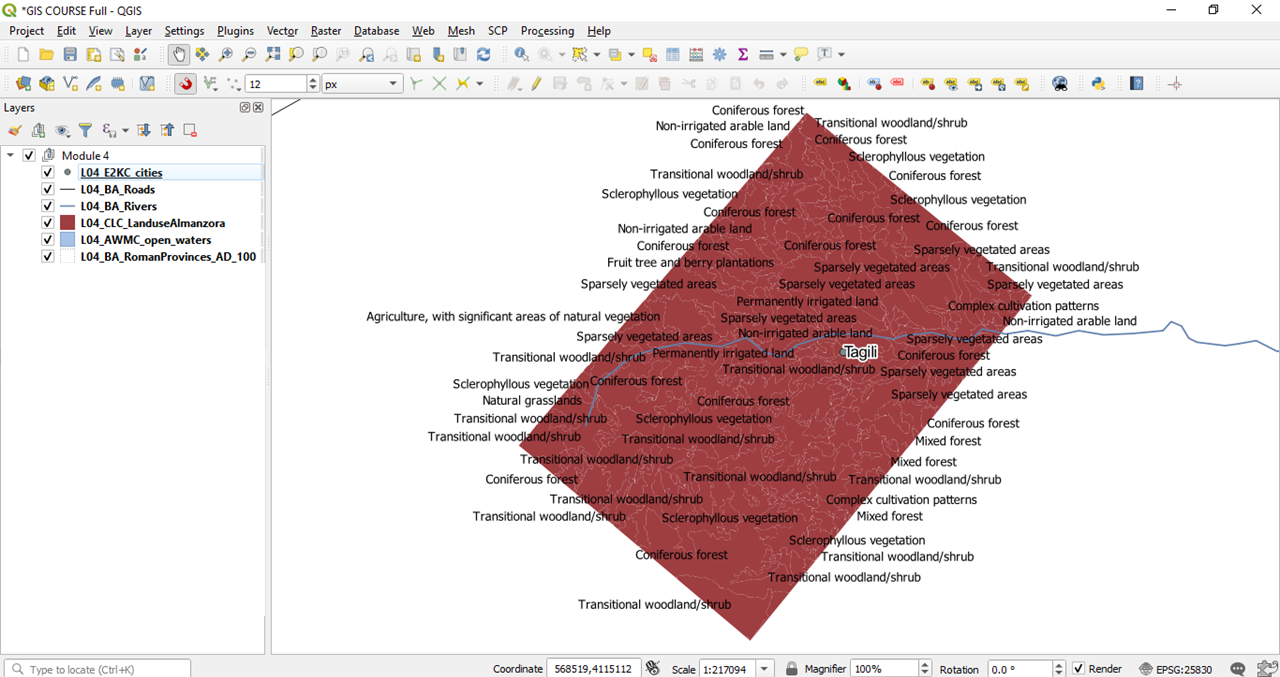 *GIS COURSE Full - QGIS
Project Edit View Layer Settings Plugins Vector Raster Database Web Mesh SCP Processing Help
12 px
Layers
Module 4
L04_E2KC_cities
L04_BA_Roads
L04_BA_Rivers
L04_CLC_LanduseAlmanzora
L04_AWMC_open_waters
L04_BA_RomanProvinces_AD_100
Coniferous forest
Transitional woodland/shrub
Non-irrigated arable land
Coniferous forest
Coniferous forest
Sclerophyllous vegetation
Transitional woodland/shrub
Coniferous forest
Sclerophyllous vegetation
Sclerophyllous vegetation
Coniferous forest
Coniferous forest
Non-irrigated arable land
Coniferous forest
Coniferous forest
Coniferous forest
Sparsely vegetated areas
Fruit tree and berry plantations
Sparsely vegetated areas
Transitional woodland/shrub
Sparsely vegetated areas
Sparsely vegetated areas
Sparsely vegetated areas
Permanently irrigated land
Complex cultivation patterns
Agriculture, with significant areas of natural vegetation
Sparsely vegetated areas
Non-irrigated arable land
Sparsely vegetated areas
Non-irrigated arable land
Sparsely vegetated areas
Transitional woodland/shrub
Permanently irrigated land
Tagili
Coniferous forest
Transitional woodland/shrub
Sparsely vegetated areas
Sclerophyllous vegetation
Coniferous forest
Sparsely vegetated areas
Natural grasslands
Coniferous forest
Transitional woodland/shrub
Sclerophyllous vegetation
Coniferous forest
Transitional woodland/shrub
Transitional woodland/shrub
Mixed forest
Transitional woodland/shrub
Mixed forest
Coniferous forest
Transitional woodland/shrub
Transitional woodland/shrub
Transitional woodland/shrub
Complex cultivation patterns
Transitional woodland/shrub
Sclerophyllous vegetation
Mixed forest
Sclerophyllous vegetation
Coniferous forest
Transitional woodland/shrub
Transitional woodland/shrub
Transitional woodland/shrub
Type to locate (Ctrl+K) Coordinate 568519,4115112 Scale 1:217094 Magnifier 100% Rotation 0.0 ° Render EPSG:25830